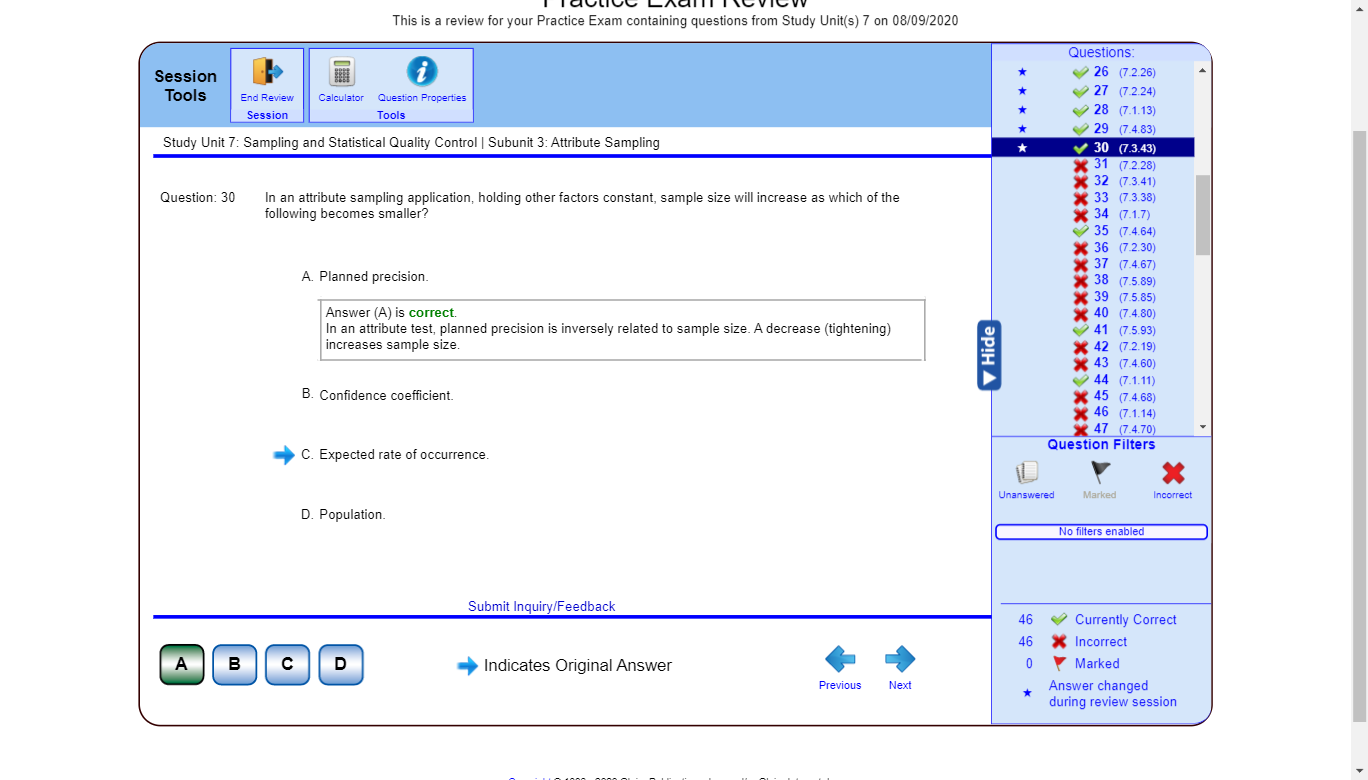 Practice Exam Review
This is a review for your Practice Exam containing questions from Study Unit(s) 7 on 08/09/2020
Session Tools
End Review
Session
Calculator
Question Properties
Tools
Study Unit 7: Sampling and Statistical Quality Control | Subunit 3: Attribute Sampling
Question: 30
In an attribute sampling application, holding other factors constant, sample size will increase as which of the
following becomes smaller?
A. Planned precision.
Answer (A) is correct.
In an attribute test, planned precision is inversely related to sample size. A decrease (tightening)
increases sample size.
B. Confidence coefficient.
C. Expected rate of occurrence.
D. Population.
Submit Inquiry/Feedback
A B C D
Indicates Original Answer
Previous
Next
Hide
Questions:
26 (7.2.26)
27 (7.2.24)
28 (7.1.13)
29 (7.4.83)
30 (7.3.43)
31 (7.2.28)
32 (7.3.41)
33 (7.3.38)
34 (7.1.7)
35 (7.4.64)
36 (7.2.30)
37 (7.4.67)
38 (7.5.89)
39 (7.5.85)
40 (7.4.80)
41 (7.5.93)
42 (7.2.19)
43 (7.4.60)
44 (7.1.11)
45 (7.4.68)
46 (7.1.14)
47 (7.4.70)
Question Filters
Unanswered
Marked
Incorrect
No filters enabled
46 Currently Correct
46 Incorrect
0 Marked
Answer changed
during review session